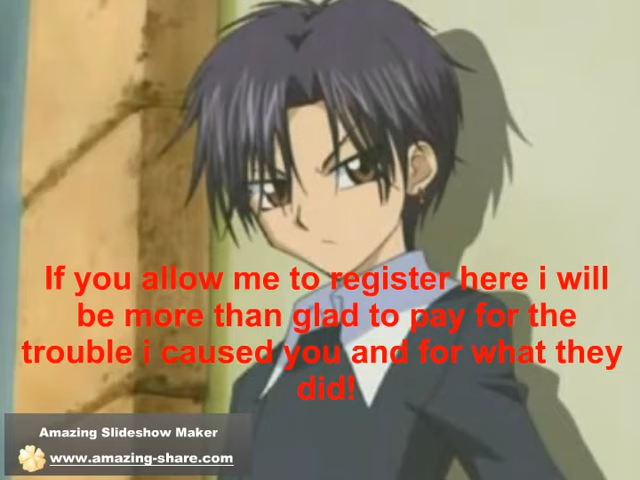 If you allow me to register here i will
be more than glad to pay for the
trouble i caused you and for what they
did!
Amazing Slideshow Maker
www.amazing-share.com